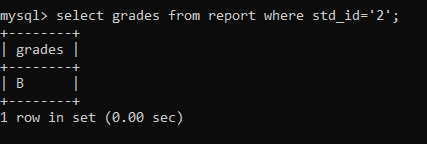 mysql> select grades from report where std_id='2';
+--------+
| grades |
+--------+
| B      |
+--------+
1 row in set (0.00 sec)